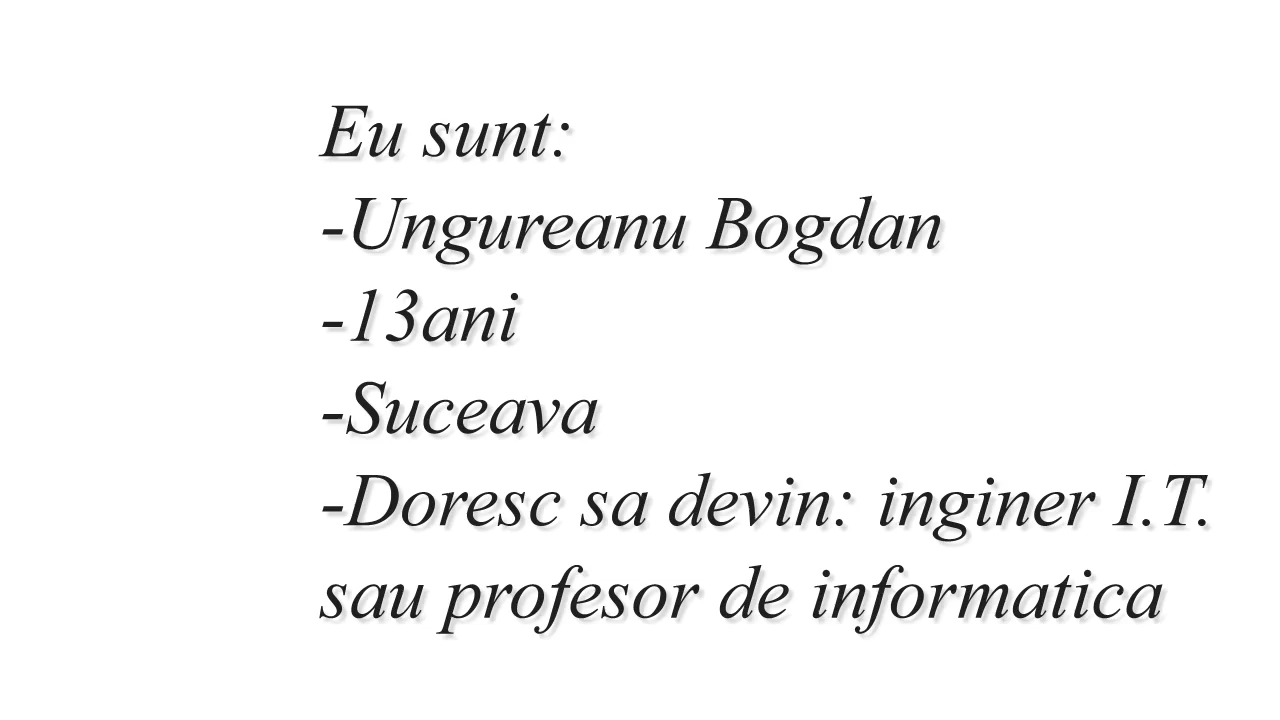 Eu sunt:
-Ungureanu Bogdan
-13ani
-Suceava
-Doresc sa devin: inginer I.T.
sau profesor de informatica